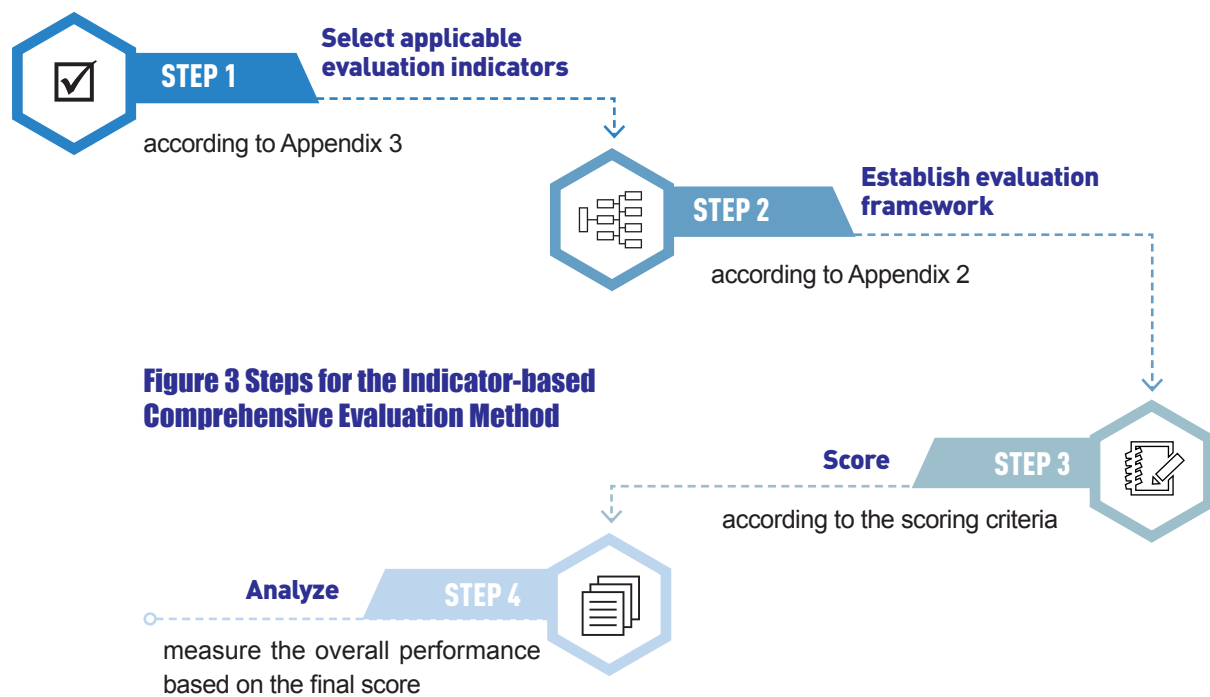 STEP 1
Select applicable
evaluation indicators
according to Appendix 3
STEP 2
Establish evaluation
framework
according to Appendix 2
Figure 3 Steps for the Indicator-based
Comprehensive Evaluation Method
Score
STEP 3
according to the scoring criteria
Analyze
STEP 4
measure the overall performance
based on the final score